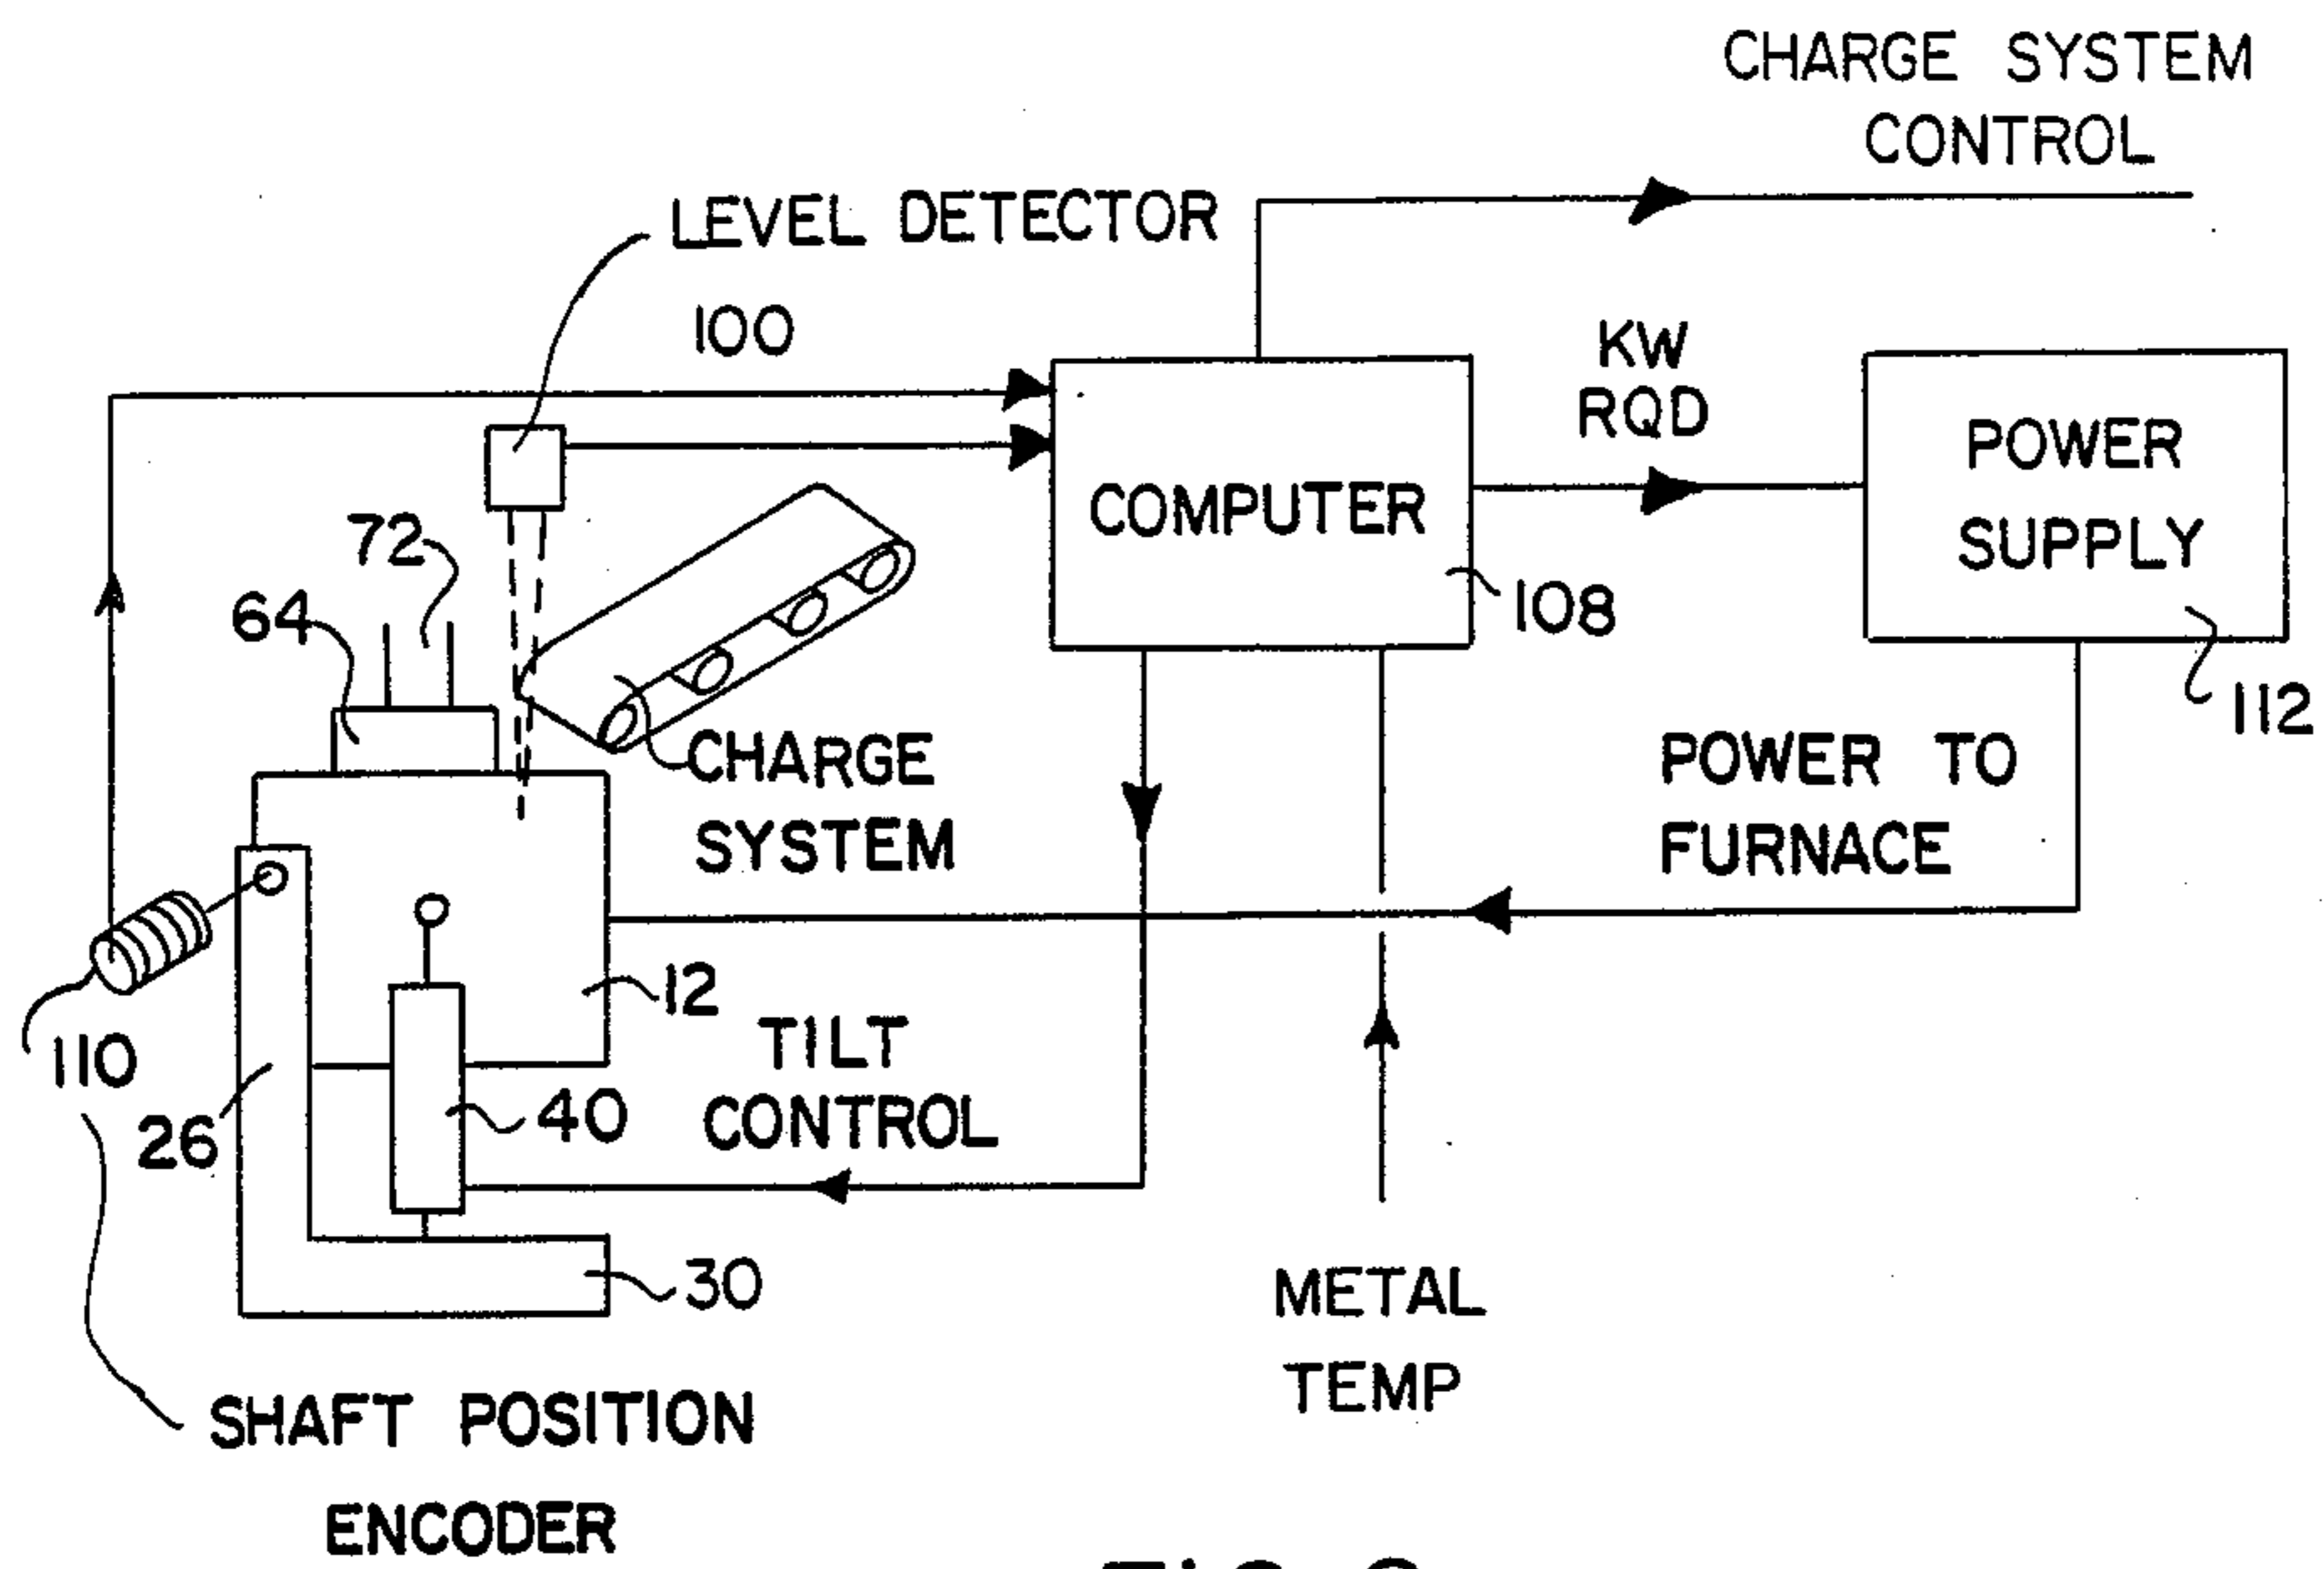 CHARGE SYSTEM
CONTROL
LEVEL DETECTOR
100
KW
RQD
POWER
SUPPLY
COMPUTER
72
64
108
112
CHARGE
SYSTEM
POWER TO
FURNACE
12
110
TILT
CONTROL
40
26
30
METAL
TEMP
SHAFT POSITION
ENCODER